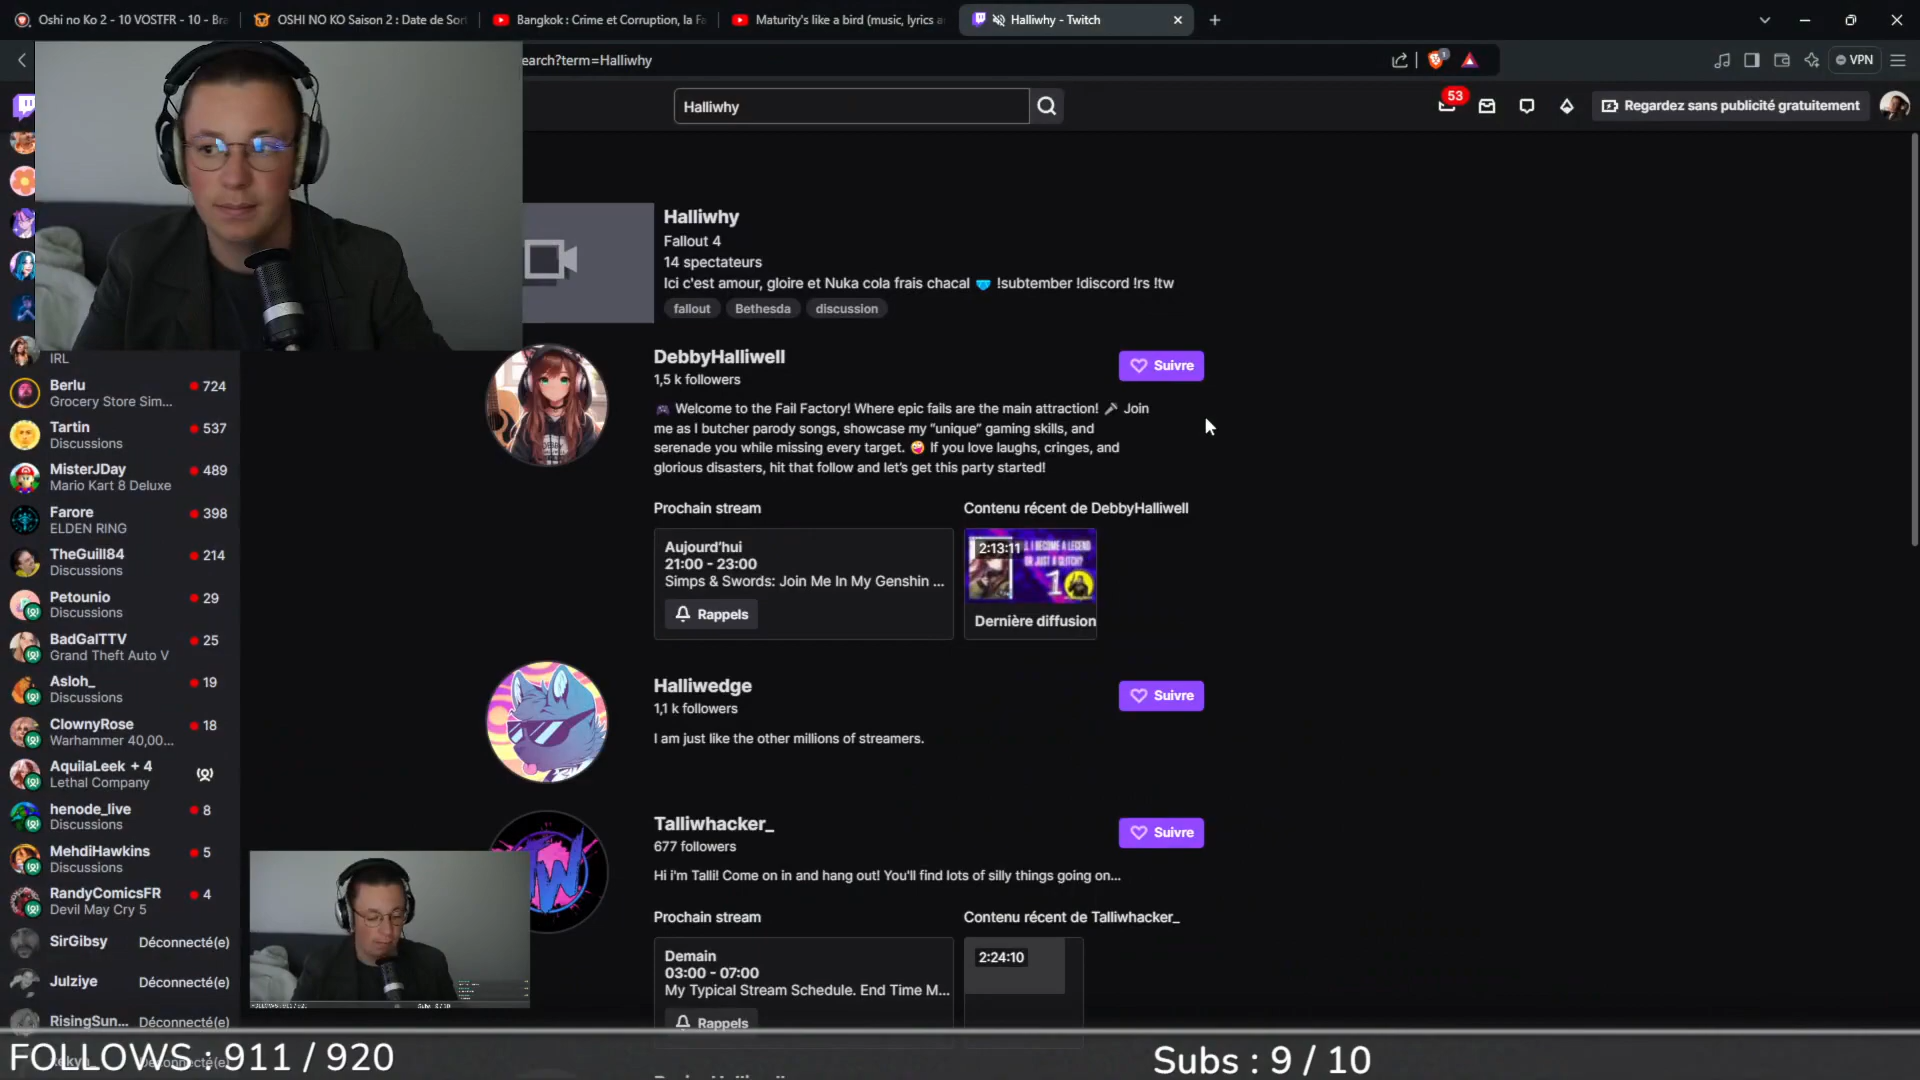 Oshi no Ko 2 - 10 VOSTFR - 10 - Bra
OSHI NO KO Saison 2 : Date de Sor
Bangkok : Crime et Corruption, la Fa
Maturity's like a bird (music, lyrics a
Halliwhy - Twitch
earch?term=Halliwhy
VPN
Halliwhy
53
Regardez sans publicité gratuitement
Halliwhy
Fallout 4
14 spectateurs
Ici c'est amour, gloire et Nuka cola frais chacal 🩲 !subtember !discord !rs !tw
fallout
Bethesda
discussion
IRL
Berlu
724
Grocery Store Sim...
Tartin
537
Discussions
MisterJDay
489
Mario Kart 8 Deluxe
Farore
398
ELDEN RING
TheGuill84
214
Discussions
Petounio
29
Discussions
BadGalTTV
25
Grand Theft Auto V
Asloh_
19
Discussions
ClownyRose
18
Warhammer 40,00...
AquilaLeek + 4
Lethal Company
henode_live
8
Discussions
MehdiHawkins
5
Discussions
RandyComicsFR
4
Devil May Cry 5
SirGibsy
Déconnecté(e)
Julziye
Déconnecté(e)
RisingSun...
Déconnecté(e)
DebbyHalliwell
1,5 k followers
Suivre
🎮 Welcome to the Fail Factory! Where epic fails are the main attraction! 🎤 Join
me as I butcher parody songs, showcase my "unique" gaming skills, and
serenade you while missing every target. 🤪 If you love laughs, cringes, and
glorious disasters, hit that follow and let's get this party started!
Prochain stream
Contenu récent de DebbyHalliwell
Aujourd'hui
21:00 - 23:00
Simps & Swords: Join Me In My Genshin ...
Rappels
2:13:11
I BECOME A LEGEND
OR JUST A GLITCH?
10
Dernière diffusion
Halliwedge
1,1 k followers
Suivre
I am just like the other millions of streamers.
TW
Talliwhacker_
677 followers
Suivre
Hi i'm Talli! Come on in and hang out! You'll find lots of silly things going on...
Prochain stream
Contenu récent de Talliwhacker_
Demain
03:00 - 07:00
My Typical Stream Schedule. End Time M...
Rappels
2:24:10
FOLLOWS : 911 / 920
Subs : 9 / 10